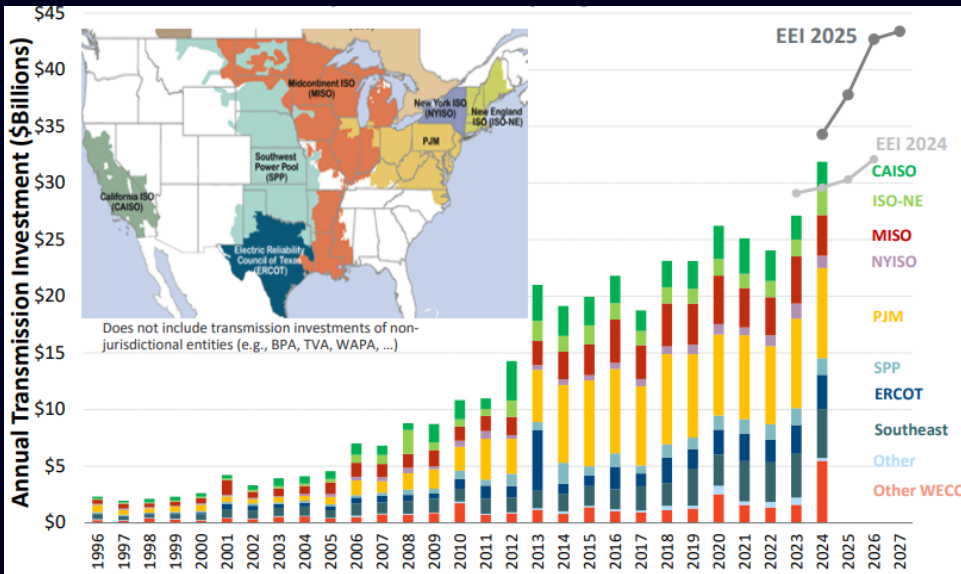 $45
$40
$35
$30
$25
$20
$15
$10
$5
$0
Annual Transmission Investment ($Billions)
Midcontinent ISO
(MISO)
New York ISO
(NYISO)
New England
ISO (ISO-NE)
PJM
Southwest
Power Pool
(SPP)
California ISO
(CAISO)
Electric Reliability
Council of Texas
(ERCOT)
Does not include transmission investments of non-
jurisdictional entities (e.g., BPA, TVA, WAPA, ...)
EEI 2025
EEI 2024
CAISO
ISO-NE
MISO
NYISO
PJM
SPP
ERCOT
Southeast
Other
Other WECC
1996
1997
1998
1999
2000
2001
2002
2003
2004
2005
2006
2007
2008
2009
2010
2011
2012
2013
2014
2015
2016
2017
2018
2019
2020
2021
2022
2023
2024
2025
2026
2027